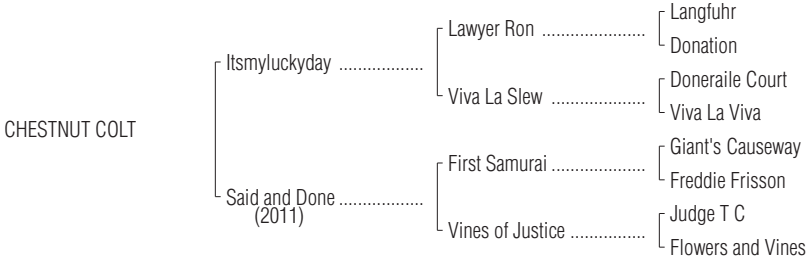 Langfuhr
Lawyer Ron ......................
Donation
Itsmyluckyday ..................
Doneraile Court
Viva La Slew ....................
Viva La Viva
CHESTNUT COLT
Giant's Causeway
First Samurai ....................
Freddie Frisson
Said and Done ..................
(2011)
Judge T C
Vines of Justice ................
Flowers and Vines